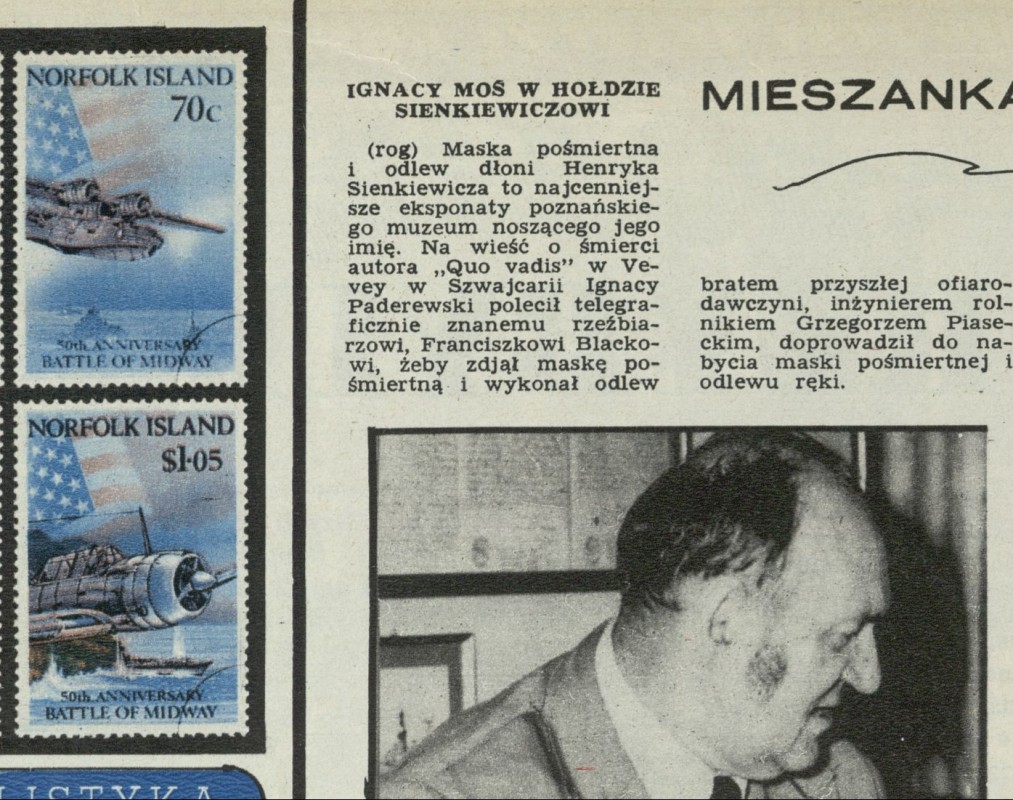 NORFOLK ISLAND
70c
50th ANNIVERSARY
BATTLE OF MIDWAY
NORFOLK ISLAND
$1·05
50th ANNIVERSARY
BATTLE OF MIDWAY
LISTYKA
IGNACY MOŚ W HOŁDZIE
SIENKIEWICZOWI
(rog) Maska pośmiertna
i odlew dłoni Henryka
Sienkiewicza to najcenniej-
sze eksponaty poznańskie-
go muzeum noszącego jego
imię. Na wieść o śmierci
autora „Quo vadis” w Ve-
vey w Szwajcarii Ignacy
Paderewski polecił telegra-
ficznie znanemu rzeźbia-
rzowi, Franciszkowi Blacko-
wi, żeby zdjął maskę po-
śmiertną i wykonał odlew
MIESZANKA
bratem przyszłej ofiaro-
dawczyni, inżynierem rol-
nikiem Grzegorzem Piase-
ckim, doprowadził do na-
bycia maski pośmiertnej i
odlewu ręki.